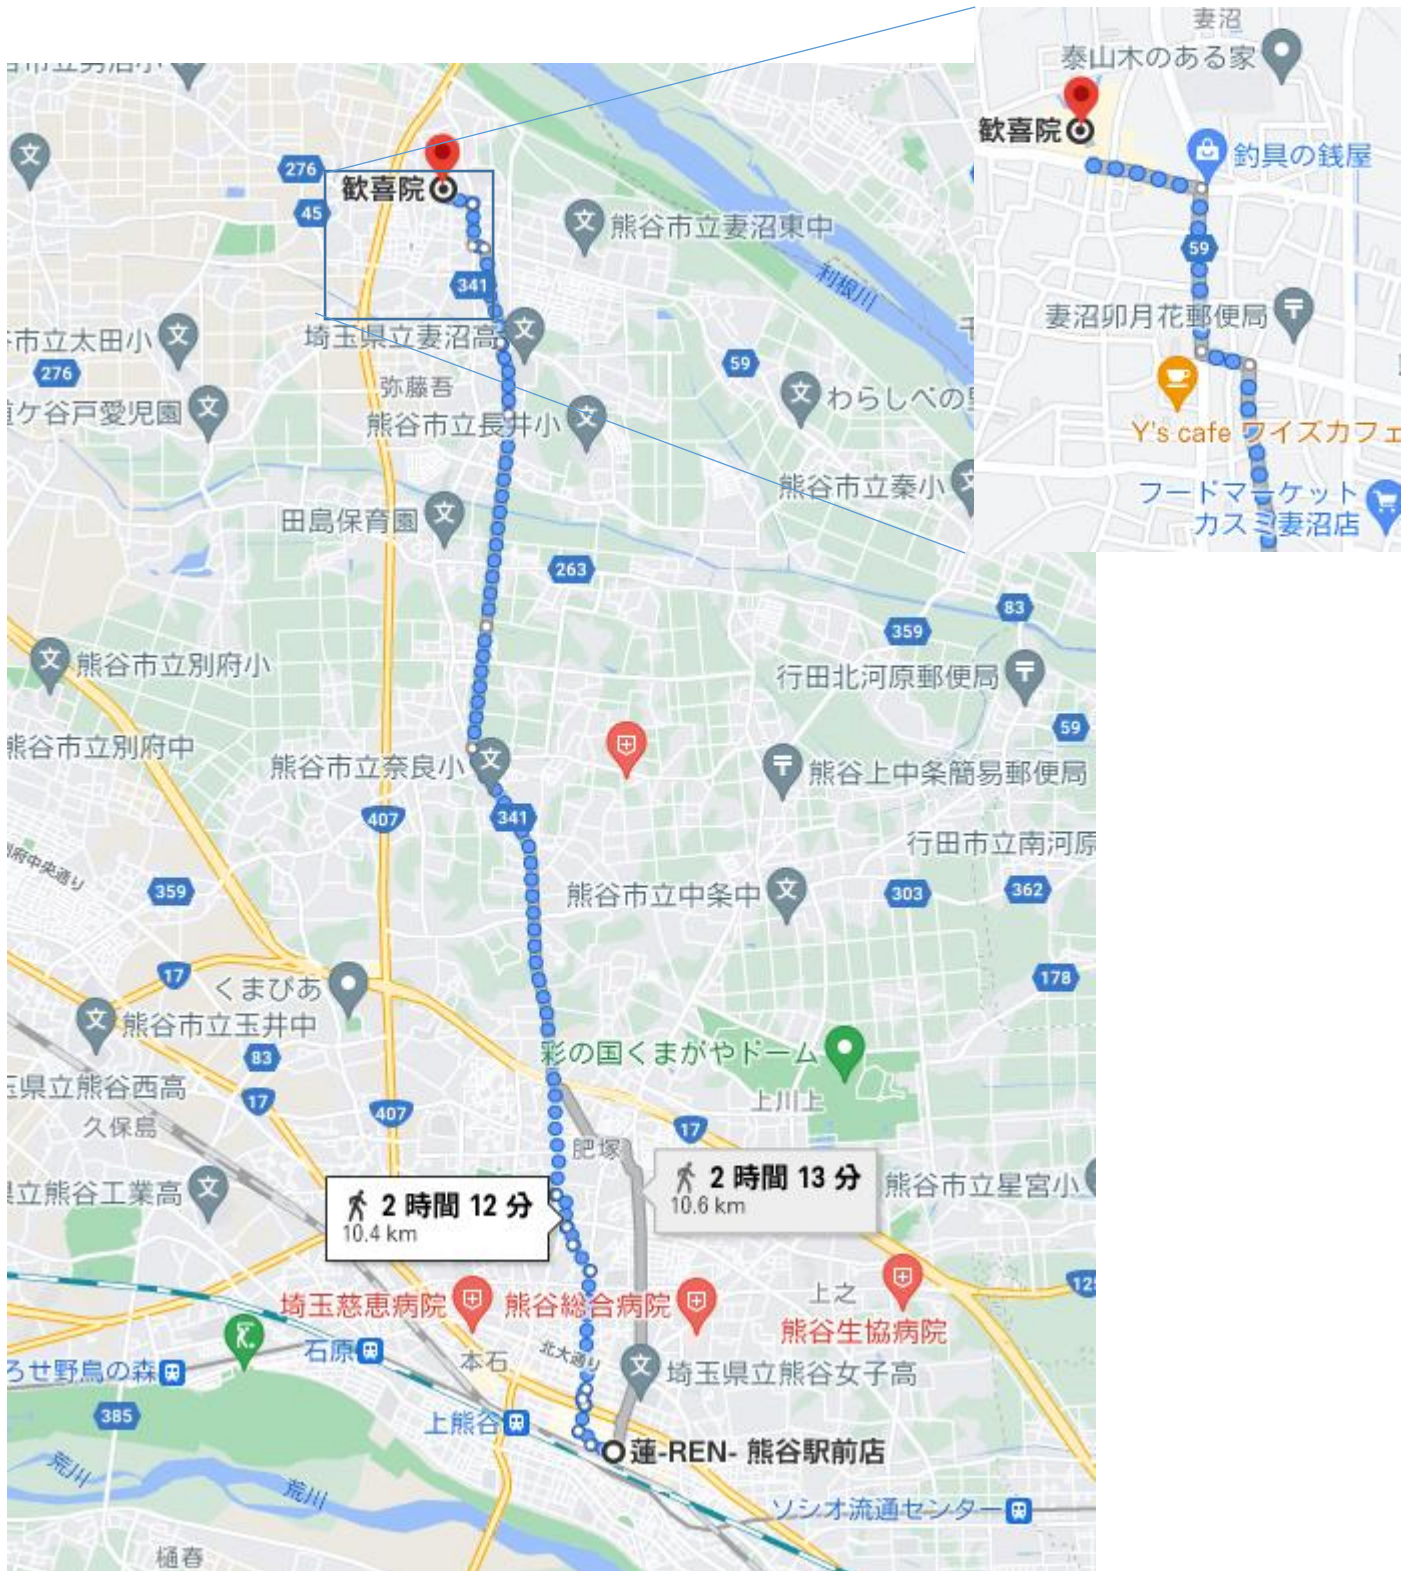 妻沼
泰山木のある家
歓喜院
釣具の銭屋
59
妻沼卯月花郵便局
Y's cafe ワイズカフェ
フードマーケット
カスミ妻沼店
276
歓喜院
45
熊谷市立妻沼東中
341
利根川
埼玉県立妻沼高
市立太田小
276
59
弥藤吾
わらしべの
ケ谷戸愛児園
熊谷市立長井小
熊谷市立秦小
田島保育園
263
83
359
熊谷市立別府小
行田北河原郵便局
59
熊谷市立別府中
熊谷市立奈良小
熊谷上中条簡易郵便局
407
341
行田市立南河原
府中央通り
359
熊谷市立中条中
303
362
17
くまぴあ
178
熊谷市立玉井中
83
彩の国くまがやドーム
県立熊谷西高
17
407
上川上
久保島
17
肥塚
2 時間 13 分
10.6 km
熊谷市立星宮小
県立熊谷工業高
2 時間 12 分
10.4 km
埼玉慈恵病院
熊谷総合病院
上之
熊谷生協病院
12
石原
本石
北大通り
ろせ野鳥の森
埼玉県立熊谷女子高
385
上熊谷
蓮-REN- 熊谷駅前店
荒川
荒川
ソシオ流通センター
樋春